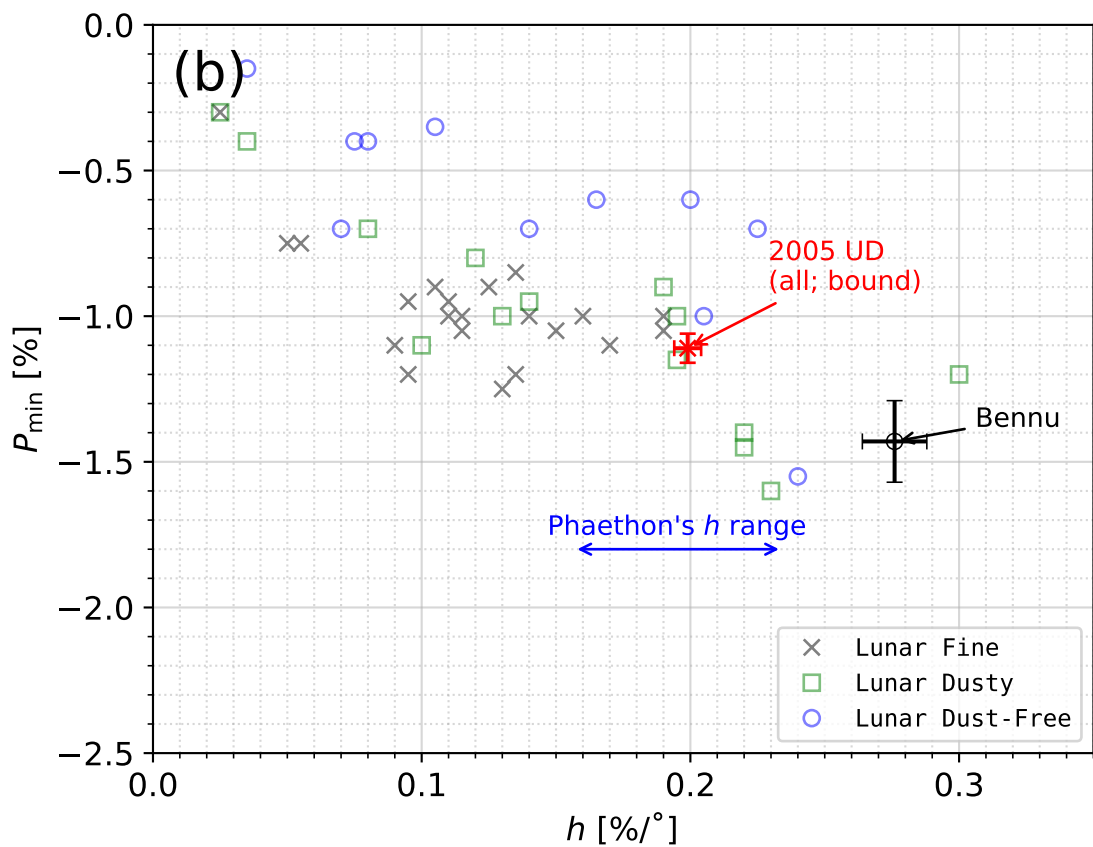 (b)
0.0
−0.5
−1.0
−1.5
−2.0
−2.5
P_min [%]
2005 UD
(all; bound)
Bennu
Phaethon's h range
Lunar Fine
Lunar Dusty
Lunar Dust-Free
0.0 0.1 0.2 0.3
h [%/°]